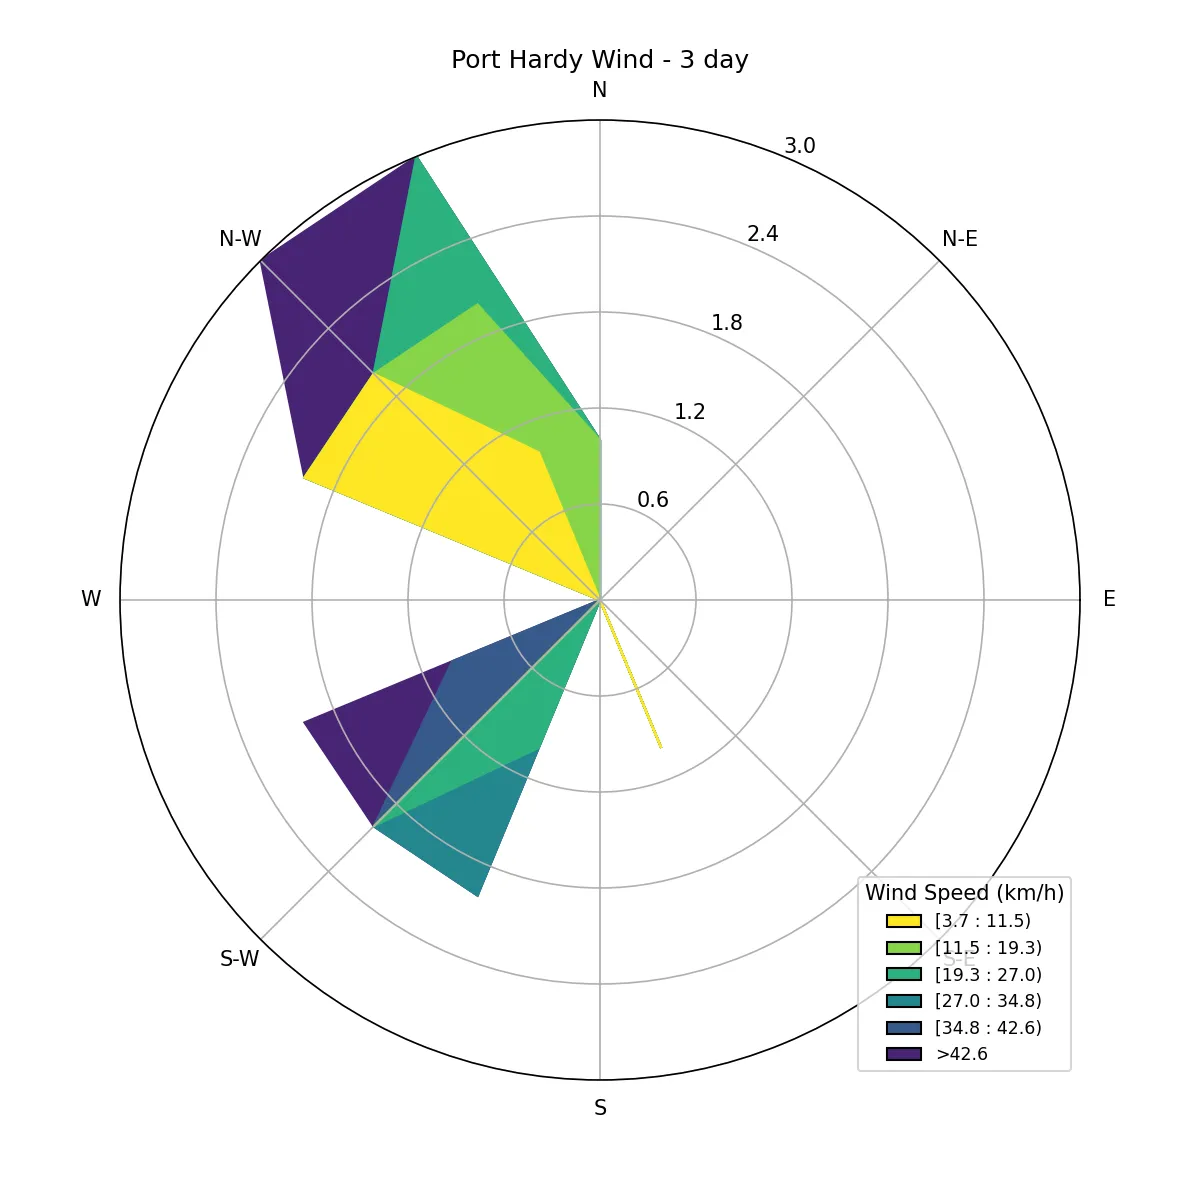 Port Hardy Wind - 3 day
N
3.0
N-W
N-E
2.4
1.8
1.2
0.6
W
E
S-W
S-E
S
Wind Speed (km/h)
[3.7 : 11.5)
[11.5 : 19.3)
[19.3 : 27.0)
[27.0 : 34.8)
[34.8 : 42.6)
>42.6